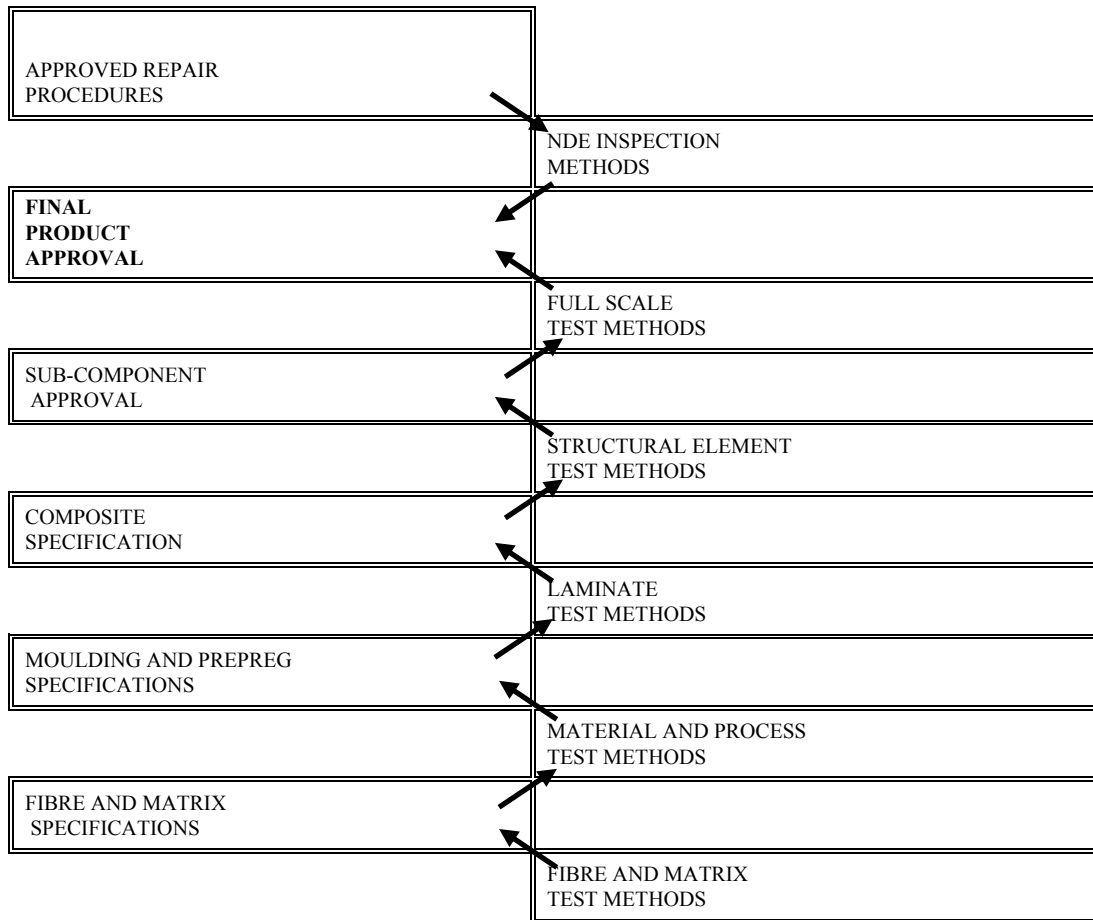 APPROVED REPAIR
PROCEDURES
NDE INSPECTION
METHODS
FINAL
PRODUCT
APPROVAL
FULL SCALE
TEST METHODS
SUB-COMPONENT
APPROVAL
STRUCTURAL ELEMENT
TEST METHODS
COMPOSITE
SPECIFICATION
LAMINATE
TEST METHODS
MOULDING AND PREPREG
SPECIFICATIONS
MATERIAL AND PROCESS
TEST METHODS
FIBRE AND MATRIX
SPECIFICATIONS
FIBRE AND MATRIX
TEST METHODS